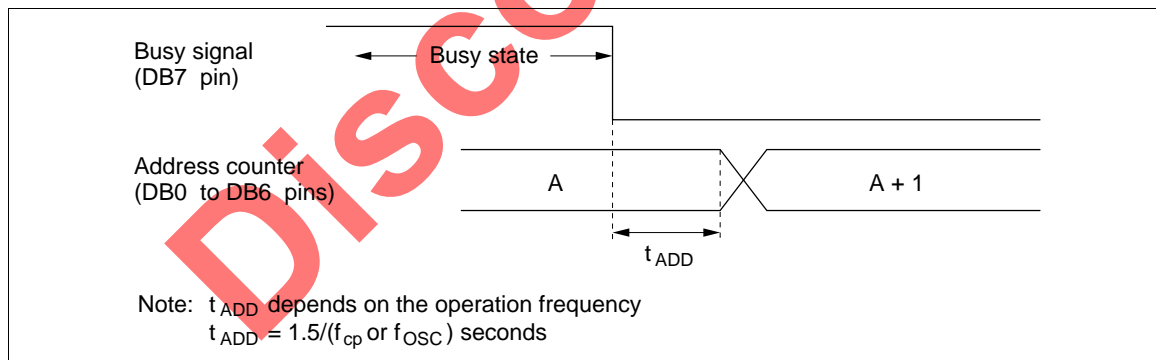 Busy signal
(DB7 pin)
Busy state
Address counter
(DB0 to DB6 pins)
A
A + 1
t ADD
Note: t ADD depends on the operation frequency
t ADD = 1.5/(f cp or f OSC ) seconds
Disco